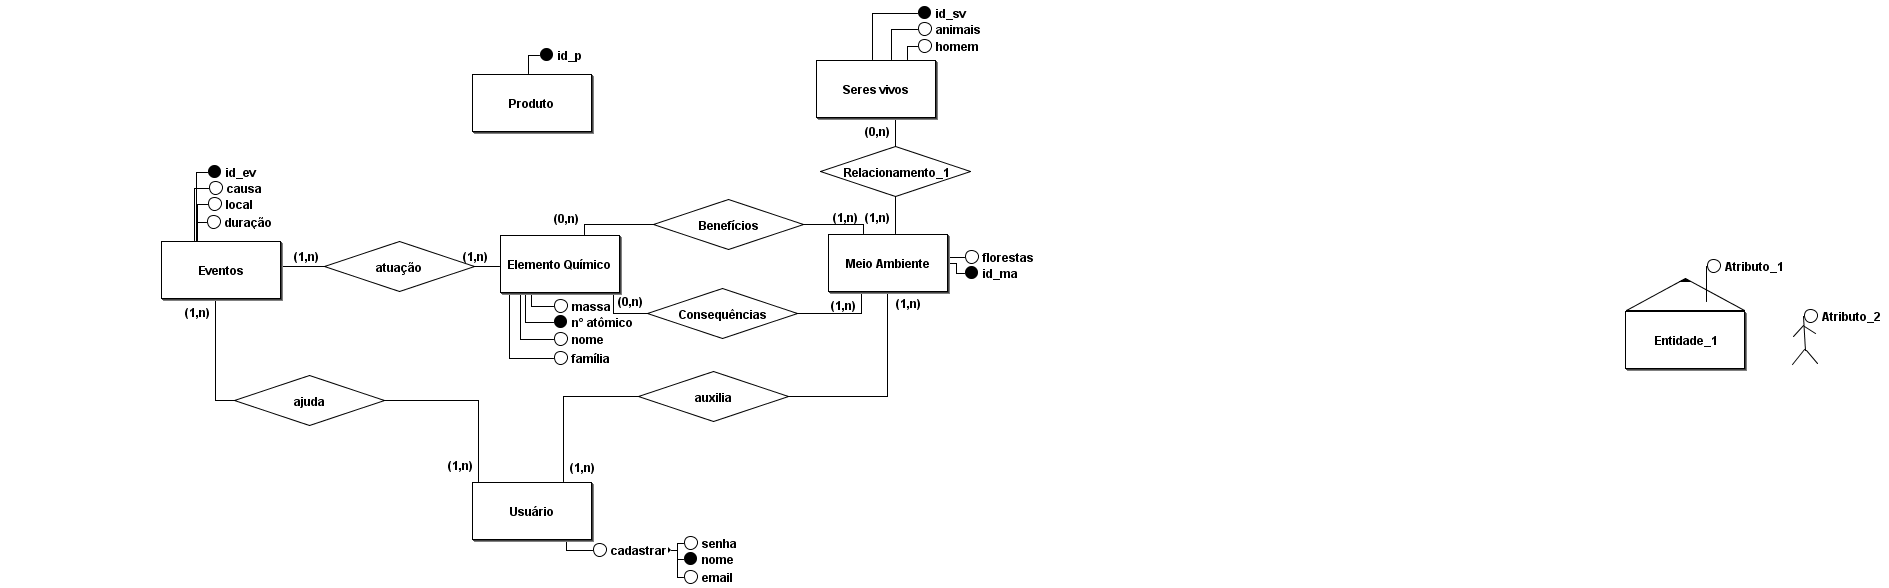 id_sv
animais
homem
Seres vivos
(0,n)
Relacionamento_1
id_p
Produto
id_ev
causa
local
duração
Eventos
(1,n)
atuação
(1,n)
Elemento Químico
(0,n)
Benefícios
(1,n)
(1,n)
Meio Ambiente
florestas
id_ma
massa
nº atômico
nome
família
(0,n)
Consequências
(1,n)
(1,n)
(1,n)
ajuda
(1,n)
auxilia
(1,n)
Usuário
cadastrar
senha
nome
email
Atributo_1
Entidade_1
Atributo_2